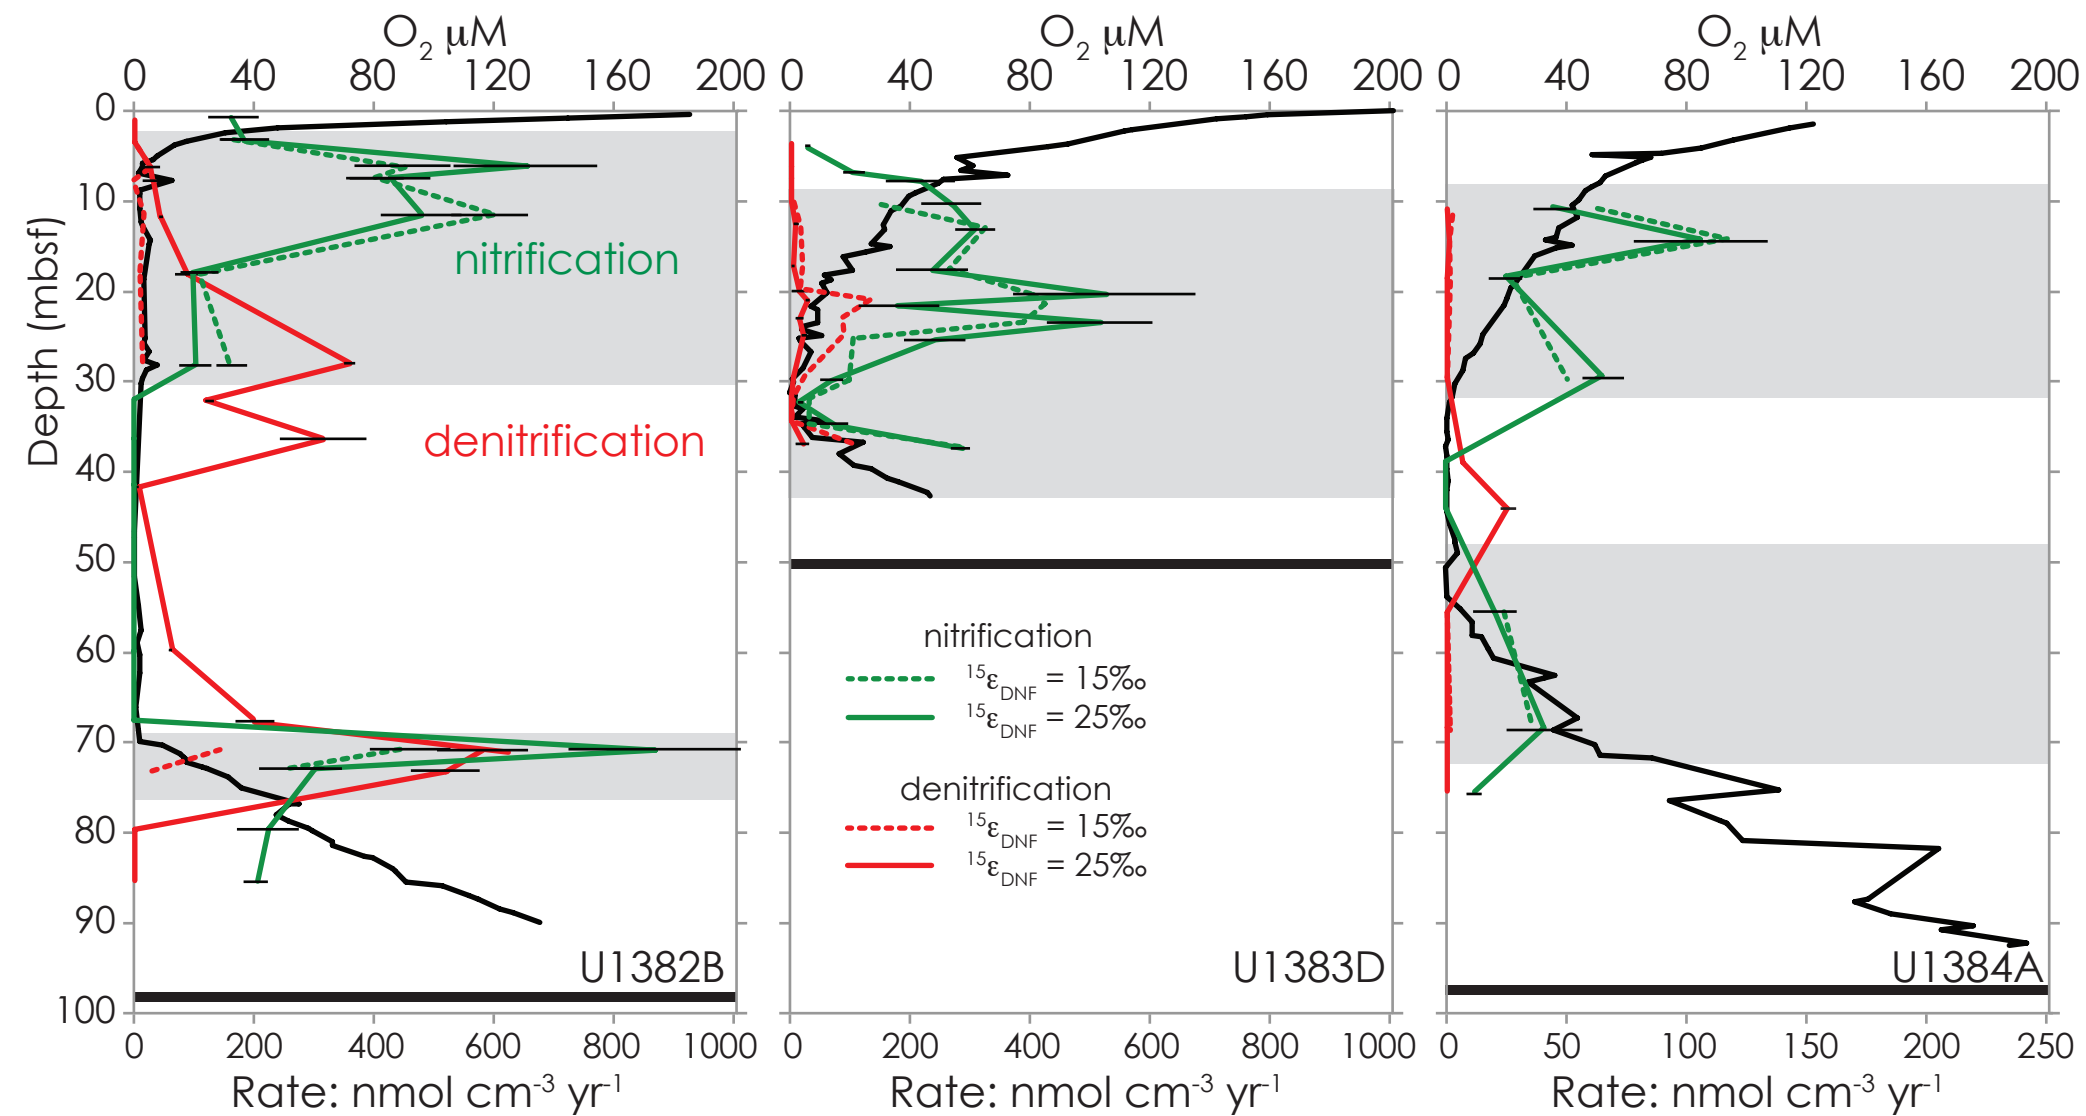 O₂ μM
O₂ μM
O₂ μM
0 40 80 120 160 200
0 40 80 120 160 200
0 40 80 120 160 200
Depth (mbsf)
0
10
20
30
40
50
60
70
80
90
100
nitrification
denitrification
nitrification
¹⁵ε_DNF = 15‰
¹⁵ε_DNF = 25‰
denitrification
¹⁵ε_DNF = 15‰
¹⁵ε_DNF = 25‰
U1382B
U1383D
U1384A
0 200 400 600 800 1000
0 200 400 600 800 1000
0 50 100 150 200 250
Rate: nmol cm⁻³ yr⁻¹
Rate: nmol cm⁻³ yr⁻¹
Rate: nmol cm⁻³ yr⁻¹